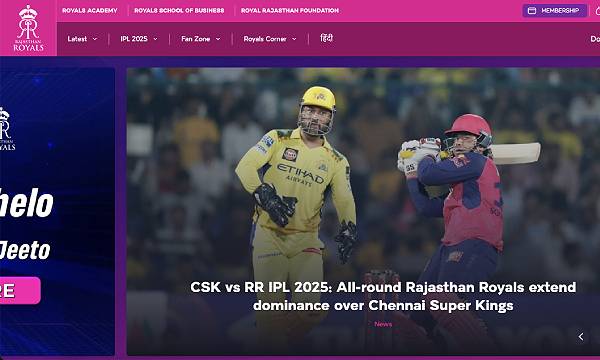 ROYALS ACADEMY
ROYALS SCHOOL OF BUSINESS
ROYAL RAJASTHAN FOUNDATION
MEMBERSHIP
RAJASTHAN
ROYALS
Latest
IPL 2025
Fan Zone
Royals Corner
हिंदी
Do
ROYALS
helo
Jeeto
RE
ETIHAD
AIRWAYS
CSK vs RR IPL 2025: All-round Rajasthan Royals extend
dominance over Chennai Super Kings
News